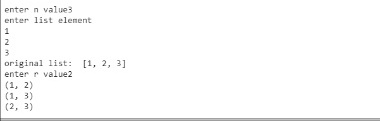 enter n value3
enter list element
1
2
3
original list:  [1, 2, 3]
enter r value2
(1, 2)
(1, 3)
(2, 3)